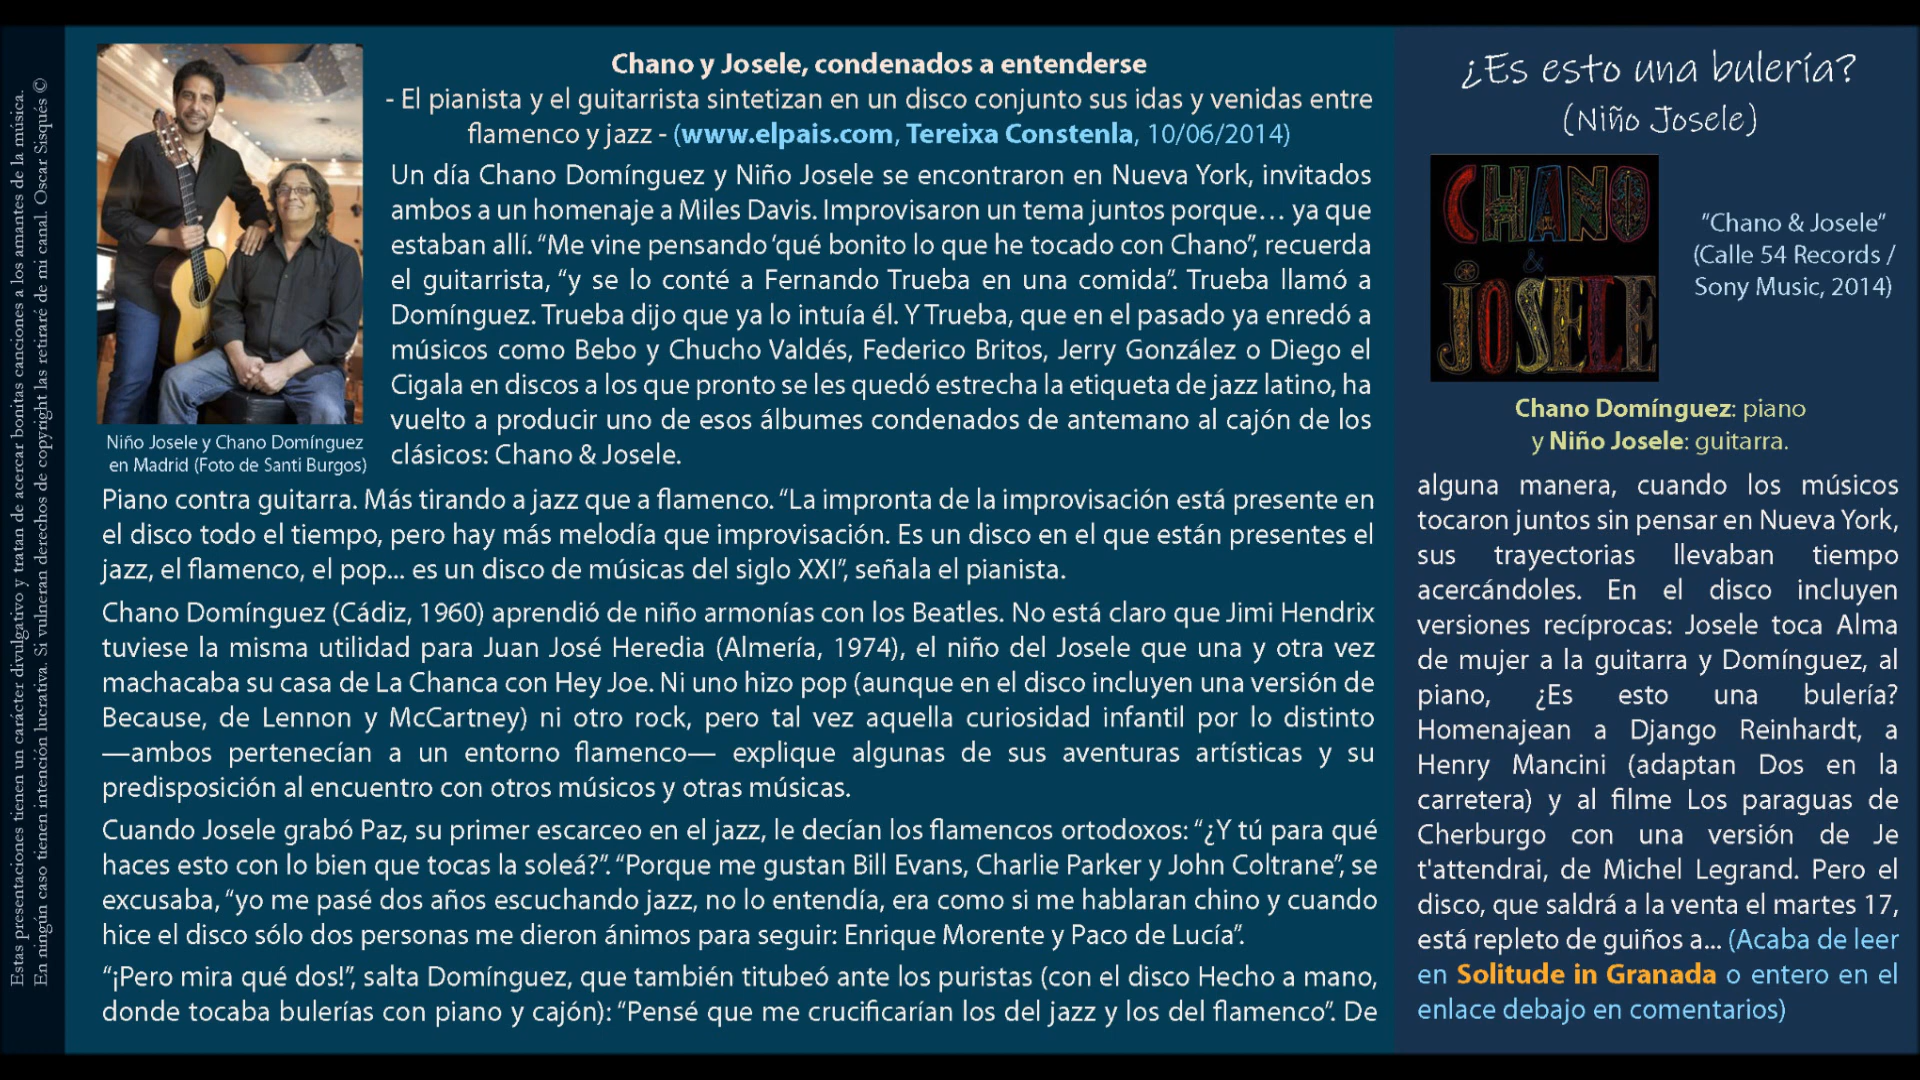 Estas presentaciones tienen un carácter divulgativo y tratan de acercar bonitas canciones a los amantes de la música.
En ningún caso tienen intención lucrativa. Si vulneran derechos de copyright las retiraré de mi canal. Oscar Sisqués ©
Niño Josele y Chano Domínguez
en Madrid (Foto de Santi Burgos)
Chano y Josele, condenados a entenderse
- El pianista y el guitarrista sintetizan en un disco conjunto sus idas y venidas entre
flamenco y jazz - (www.elpais.com, Tereixa Constenla, 10/06/2014)
Un día Chano Domínguez y Niño Josele se encontraron en Nueva York, invitados
ambos a un homenaje a Miles Davis. Improvisaron un tema juntos porque… ya que
estaban allí. “Me vine pensando ‘qué bonito lo que he tocado con Chano”, recuerda
el guitarrista, “y se lo conté a Fernando Trueba en una comida”. Trueba llamó a
Domínguez. Trueba dijo que ya lo intuía él. Y Trueba, que en el pasado ya enredó a
músicos como Bebo y Chucho Valdés, Federico Britos, Jerry González o Diego el
Cigala en discos a los que pronto se les quedó estrecha la etiqueta de jazz latino, ha
vuelto a producir uno de esos álbumes condenados de antemano al cajón de los
clásicos: Chano & Josele.
Piano contra guitarra. Más tirando a jazz que a flamenco. “La impronta de la improvisación está presente en
el disco todo el tiempo, pero hay más melodía que improvisación. Es un disco en el que están presentes el
jazz, el flamenco, el pop... es un disco de músicas del siglo XXI”, señala el pianista.
Chano Domínguez (Cádiz, 1960) aprendió de niño armonías con los Beatles. No está claro que Jimi Hendrix
tuviese la misma utilidad para Juan José Heredia (Almería, 1974), el niño del Josele que una y otra vez
machacaba su casa de La Chanca con Hey Joe. Ni uno hizo pop (aunque en el disco incluyen una versión de
Because, de Lennon y McCartney) ni otro rock, pero tal vez aquella curiosidad infantil por lo distinto
—ambos pertenecían a un entorno flamenco— explique algunas de sus aventuras artísticas y su
predisposición al encuentro con otros músicos y otras músicas.
Cuando Josele grabó Paz, su primer escarceo en el jazz, le decían los flamencos ortodoxos: “¿Y tú para qué
haces esto con lo bien que tocas la soleá?”. “Porque me gustan Bill Evans, Charlie Parker y John Coltrane”, se
excusaba, “yo me pasé dos años escuchando jazz, no lo entendía, era como si me hablaran chino y cuando
hice el disco sólo dos personas me dieron ánimos para seguir: Enrique Morente y Paco de Lucía”.
“¡Pero mira qué dos!”, salta Domínguez, que también titubeó ante los puristas (con el disco Hecho a mano,
donde tocaba bulerías con piano y cajón): “Pensé que me crucificarían los del jazz y los del flamenco”. De
¿Es esto una bulería?
(Niño Josele)
CHANO
&
JOSELE
“Chano & Josele”
(Calle 54 Records /
Sony Music, 2014)
Chano Domínguez: piano
y Niño Josele: guitarra.
alguna manera, cuando los músicos
tocaron juntos sin pensar en Nueva York,
sus trayectorias llevaban tiempo
acercándoles. En el disco incluyen
versiones recíprocas: Josele toca Alma
de mujer a la guitarra y Domínguez, al
piano, ¿Es esto una bulería?
Homenajean a Django Reinhardt, a
Henry Mancini (adaptan Dos en la
carretera) y al filme Los paraguas de
Cherburgo con una versión de Je
t'attendrai, de Michel Legrand. Pero el
disco, que saldrá a la venta el martes 17,
está repleto de guiños a... (Acaba de leer
en Solitude in Granada o entero en el
enlace debajo en comentarios)